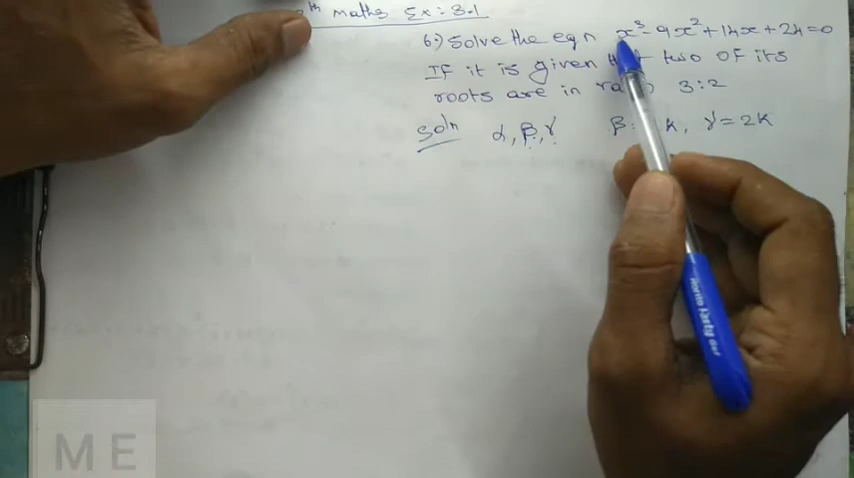 th maths Ex: 3.1
6.) Solve the eqn x³-9x²+14x+24=0
If it is given two of its
roots are in 3:2
Soln α, β, γ β: K, γ=2K
ME